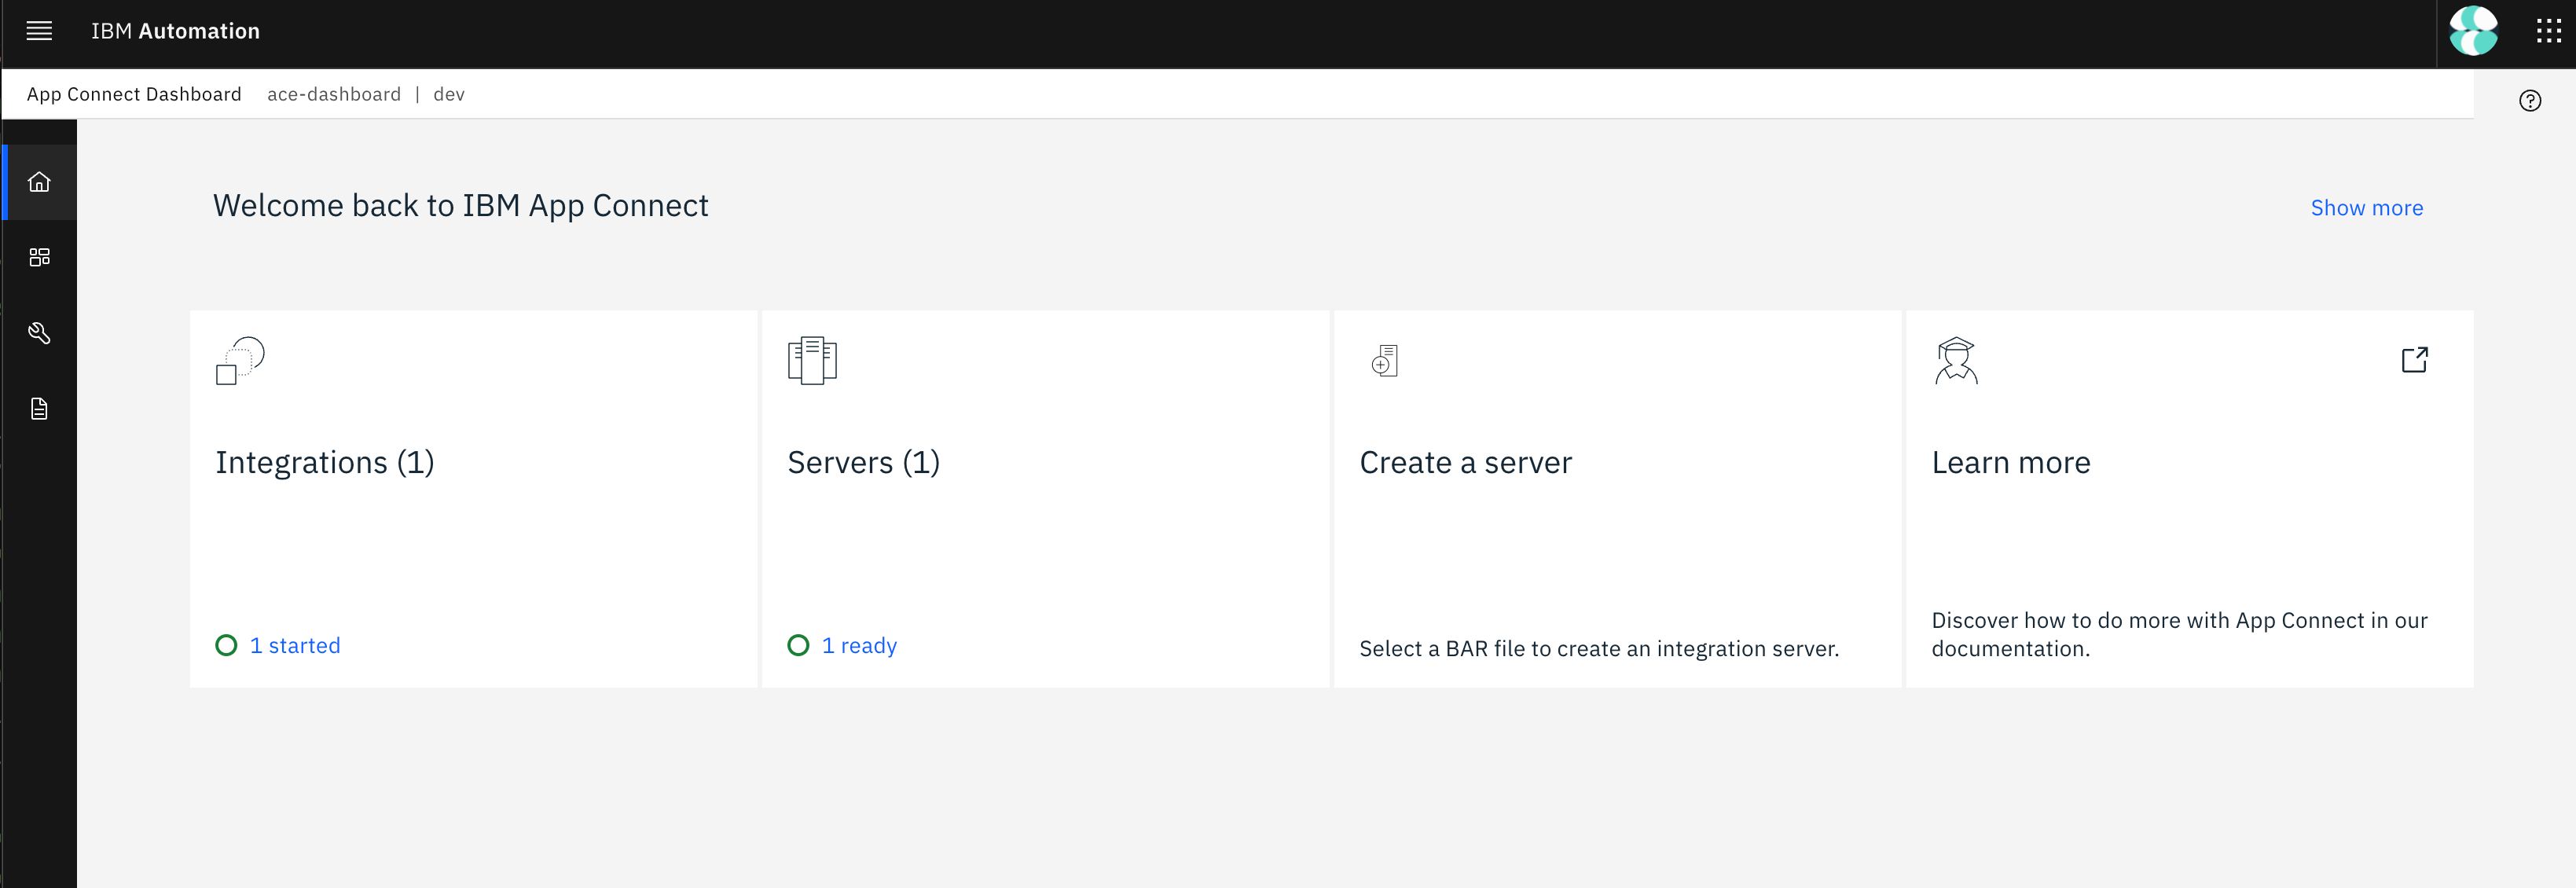 IBM Automation
App Connect Dashboard ace-dashboard | dev
Welcome back to IBM App Connect
Show more
Integrations (1)
1 started
Servers (1)
1 ready
Create a server
Select a BAR file to create an integration server.
Learn more
Discover how to do more with App Connect in our
documentation.